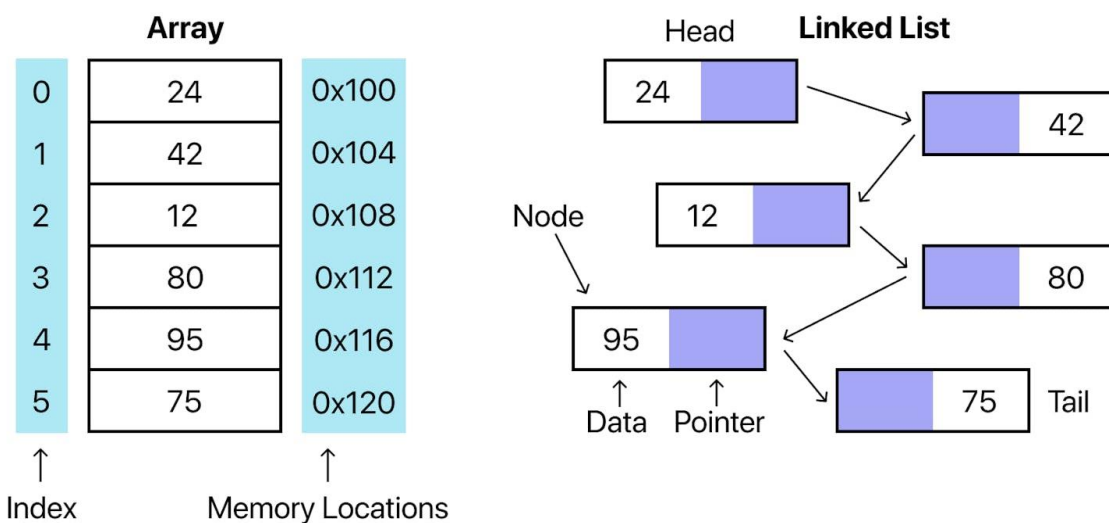 Array
0 24 0x100
1 42 0x104
2 12 0x108
3 80 0x112
4 95 0x116
5 75 0x120
Index Memory Locations
Head Linked List
24
42
Node 12
80
95
Data Pointer
75 Tail